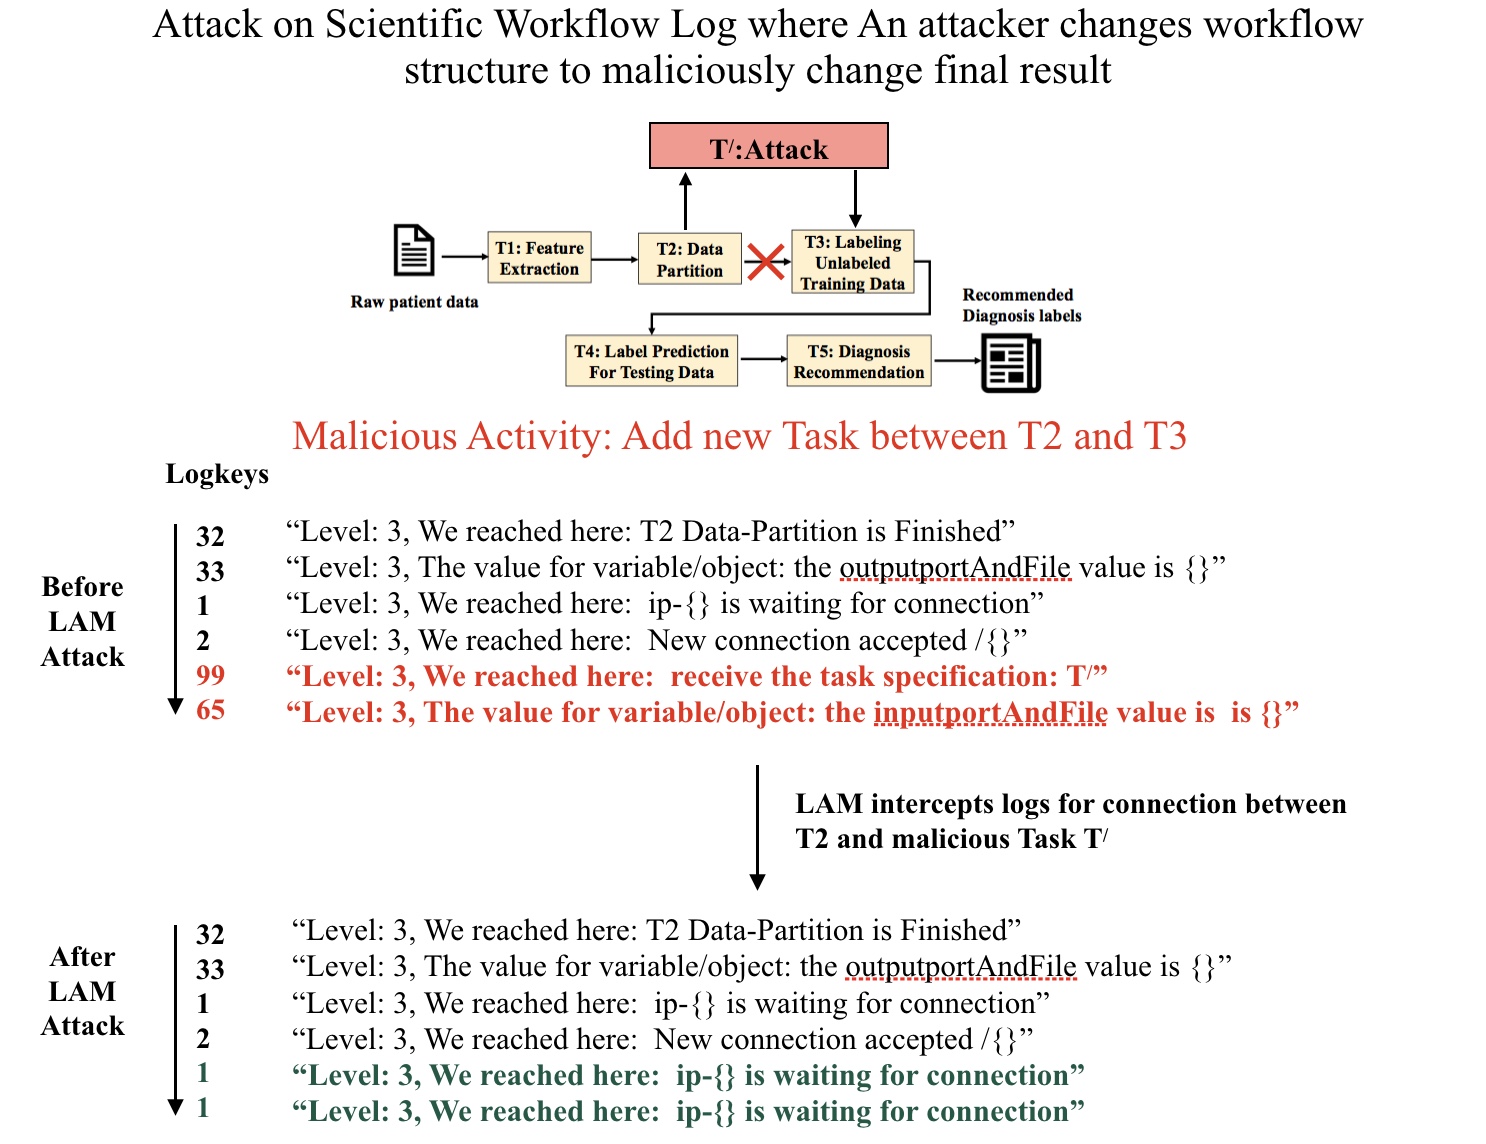 Attack on Scientific Workflow Log where An attacker changes workflow
structure to maliciously change final result
T/:Attack
T1: Feature
Extraction
T2: Data
Partition
T3: Labeling
Unlabeled
Training Data
Raw patient data
Recommended
Diagnosis labels
T4: Label Prediction
For Testing Data
T5: Diagnosis
Recommendation
Malicious Activity: Add new Task between T2 and T3
Logkeys
Before
LAM
Attack
32 “Level: 3, We reached here: T2 Data-Partition is Finished”
33 “Level: 3, The value for variable/object: the outputportAndFile value is {}”
1 “Level: 3, We reached here:  ip-{} is waiting for connection”
2 “Level: 3, We reached here:  New connection accepted /{}”
99 “Level: 3, We reached here:  receive the task specification: T/”
65 “Level: 3, The value for variable/object: the inputportAndFile value is  is {}”
LAM intercepts logs for connection between
T2 and malicious Task T/
After
LAM
Attack
32 “Level: 3, We reached here: T2 Data-Partition is Finished”
33 “Level: 3, The value for variable/object: the outputportAndFile value is {}”
1 “Level: 3, We reached here:  ip-{} is waiting for connection”
2 “Level: 3, We reached here:  New connection accepted /{}”
1 “Level: 3, We reached here:  ip-{} is waiting for connection”
1 “Level: 3, We reached here:  ip-{} is waiting for connection”